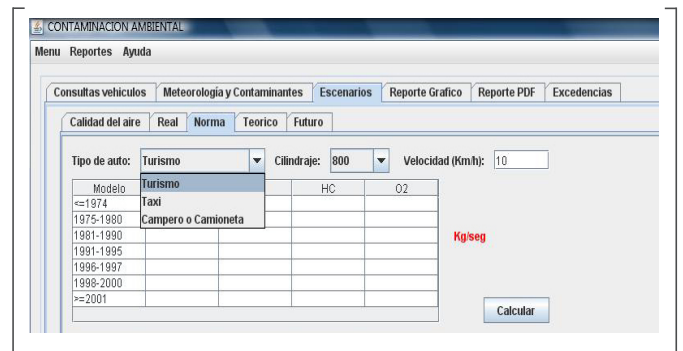 CONTAMINACION AMBIENTAL
Menu Reportes Ayuda
Consultas vehiculos Meteorologia y Contaminantes Escenarios Reporte Grafico Reporte PDF Excedencias
Calidad del aire Real Norma Teorico Futuro
Tipo de auto: Turismo Cilindraje: 800 Velocidad (Km/h): 10
Turismo
Taxi
Campero o Camioneta
Modelo HC O2
<=1974
1975-1980
1981-1990
1991-1995
1996-1997
1998-2000
>=2001
Kg/seg
Calcular